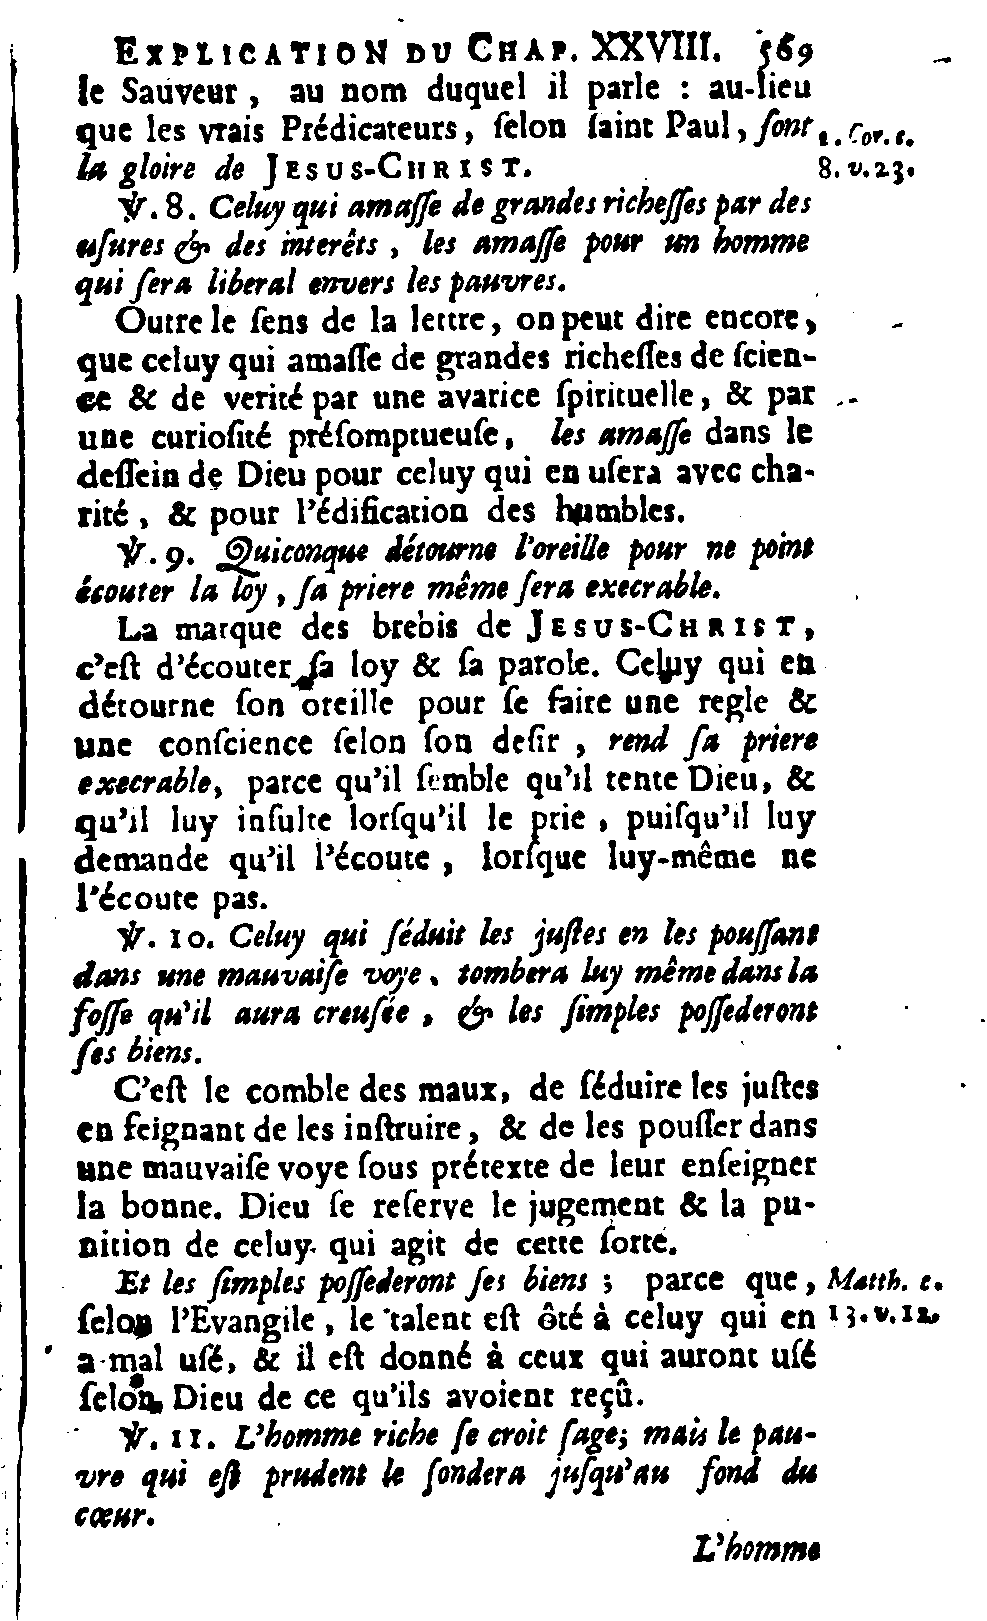 EXPLICATION DU CHAP. XXVIII. 569
le Sauveur, au nom duquel il parle : au-lieu
que les vrais Prédicateurs, ſelon ſaint Paul, ſont
la gloire de JESUS-CHRIST.
2. Cor. c.
8. v. 23.
℣. 8. Celuy qui amaſſe de grandes richeſſes par des
uſures & des interêts, les amaſſe pour un homme
qui ſera liberal envers les pauvres.
Outre le ſens de la lettre, on peut dire encore,
que celuy qui amaſſe de grandes richeſſes de ſcien-
ce & de verité par une avarice ſpirituelle, & par
une curioſité préſomptueuſe, les amaſſe dans le
deſſein de Dieu pour celuy qui en uſera avec cha-
rité, & pour l'édification des humbles.
℣. 9. Quiconque détourne l'oreille pour ne point
écouter la loy, ſa priere même ſera execrable.
La marque des brebis de JESUS-CHRIST,
c'eſt d'écouter ſa loy & ſa parole. Celuy qui en
détourne ſon oreille pour ſe faire une regle &
une conſcience ſelon ſon deſir, rend ſa priere
execrable, parce qu'il ſemble qu'il tente Dieu, &
qu'il luy inſulte lorſqu'il le prie, puiſqu'il luy
demande qu'il l'écoute, lorſque luy-même ne
l'écoute pas.
℣. 10. Celuy qui ſéduit les juſtes en les pouſſant
dans une mauvaiſe voye, tombera luy même dans la
foſſe qu'il aura creuſée, & les ſimples poſſederont
ſes biens.
C'eſt le comble des maux, de ſéduire les juſtes
en feignant de les inſtruire, & de les pouſſer dans
une mauvaiſe voye ſous prétexte de leur enſeigner
la bonne. Dieu ſe reſerve le jugement & la pu-
nition de celuy qui agit de cette ſorte.
Et les ſimples poſſederont ſes biens ; parce que,
ſelon l'Evangile, le talent eſt ôté à celuy qui en
a mal uſé, & il eſt donné à ceux qui auront uſé
ſelon Dieu de ce qu'ils avoient reçû.
Matth. c.
13. v. 12.
℣. 11. L'homme riche ſe croit ſage; mais le pau-
vre qui eſt prudent le ſondera juſqu'au fond du
cœur.
L'homme